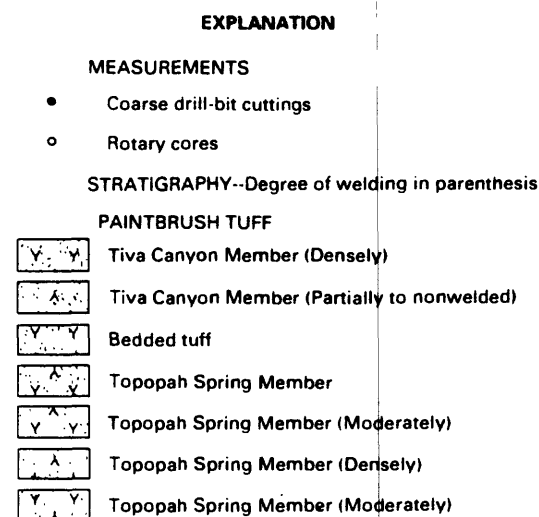 EXPLANATION
MEASUREMENTS
Coarse drill-bit cuttings
Rotary cores
STRATIGRAPHY--Degree of welding in parenthesis
PAINTBRUSH TUFF
Tiva Canyon Member (Densely)
Tiva Canyon Member (Partially to nonwelded)
Bedded tuff
Topopah Spring Member
Topopah Spring Member (Moderately)
Topopah Spring Member (Densely)
Topopah Spring Member (Moderately)